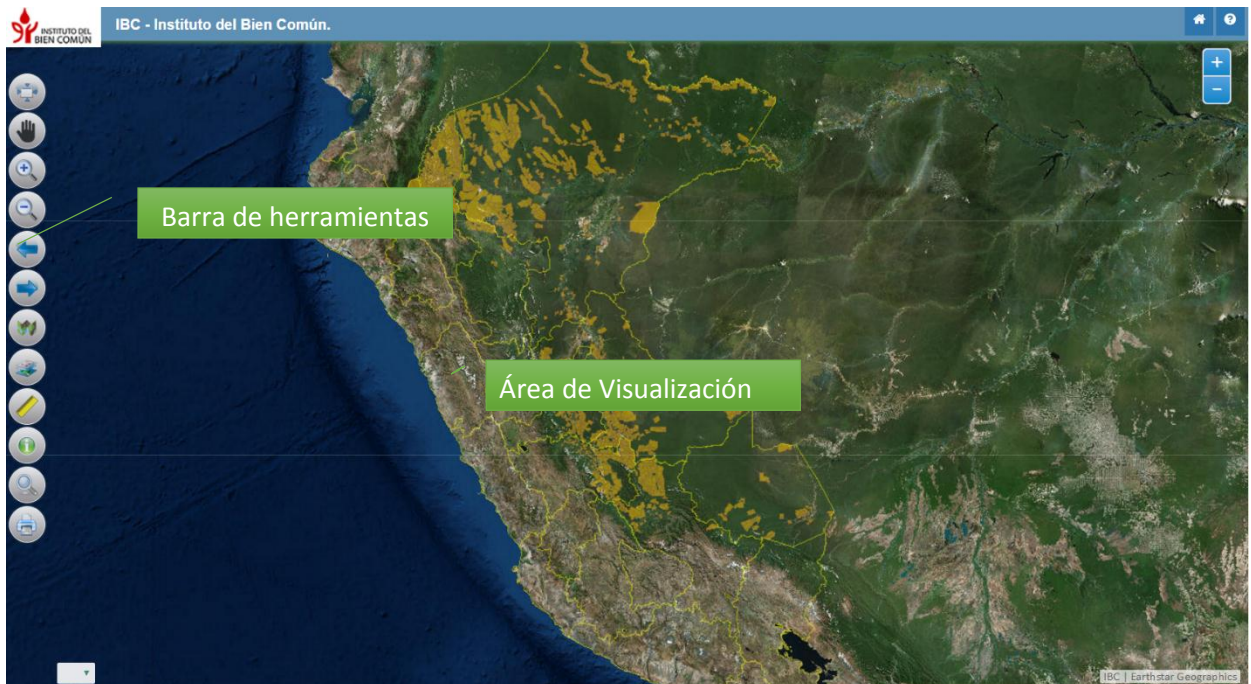 INSTITUTO DEL
BIEN COMÚN
IBC - Instituto del Bien Común.
Barra de herramientas
Área de Visualización
IBC | Earthstar Geographics